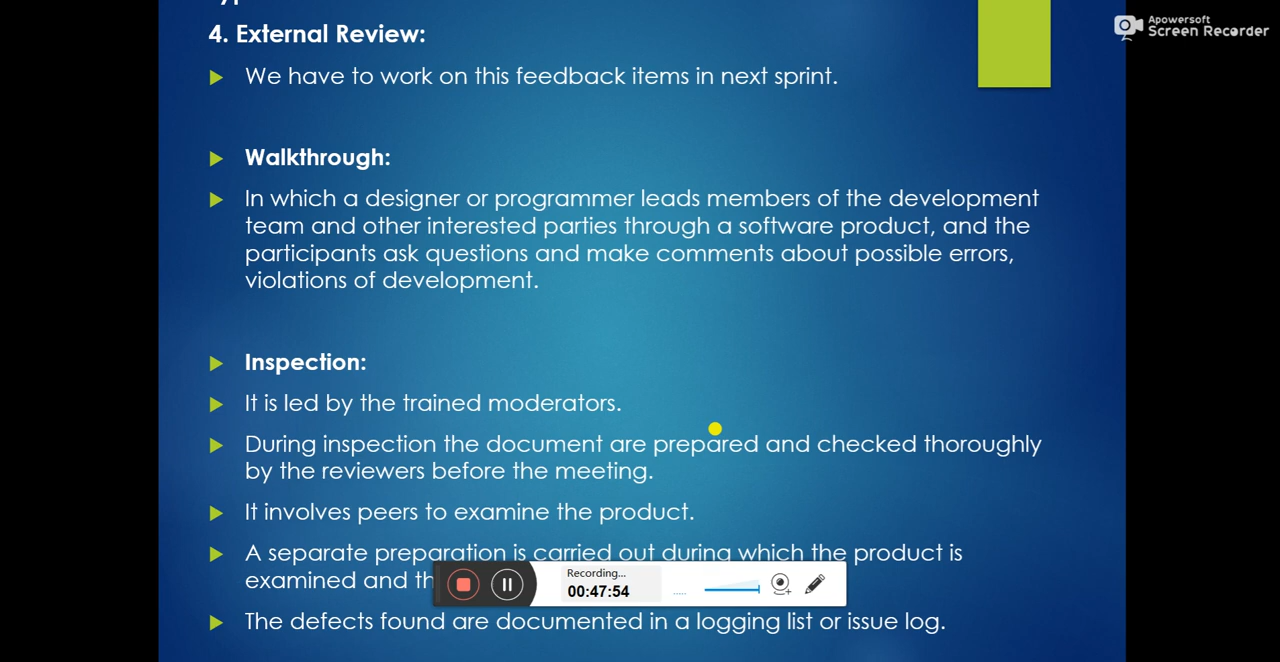 4. External Review:
We have to work on this feedback items in next sprint.
Walkthrough:
In which a designer or programmer leads members of the development
team and other interested parties through a software product, and the
participants ask questions and make comments about possible errors,
violations of development.
Inspection:
It is led by the trained moderators.
During inspection the document are prepared and checked thoroughly
by the reviewers before the meeting.
It involves peers to examine the product.
A separate preparation is carried out during which the product is
examined and
The defects found are documented in a logging list or issue log.
Recording...
00:47:54
Apowersoft
Screen Recorder